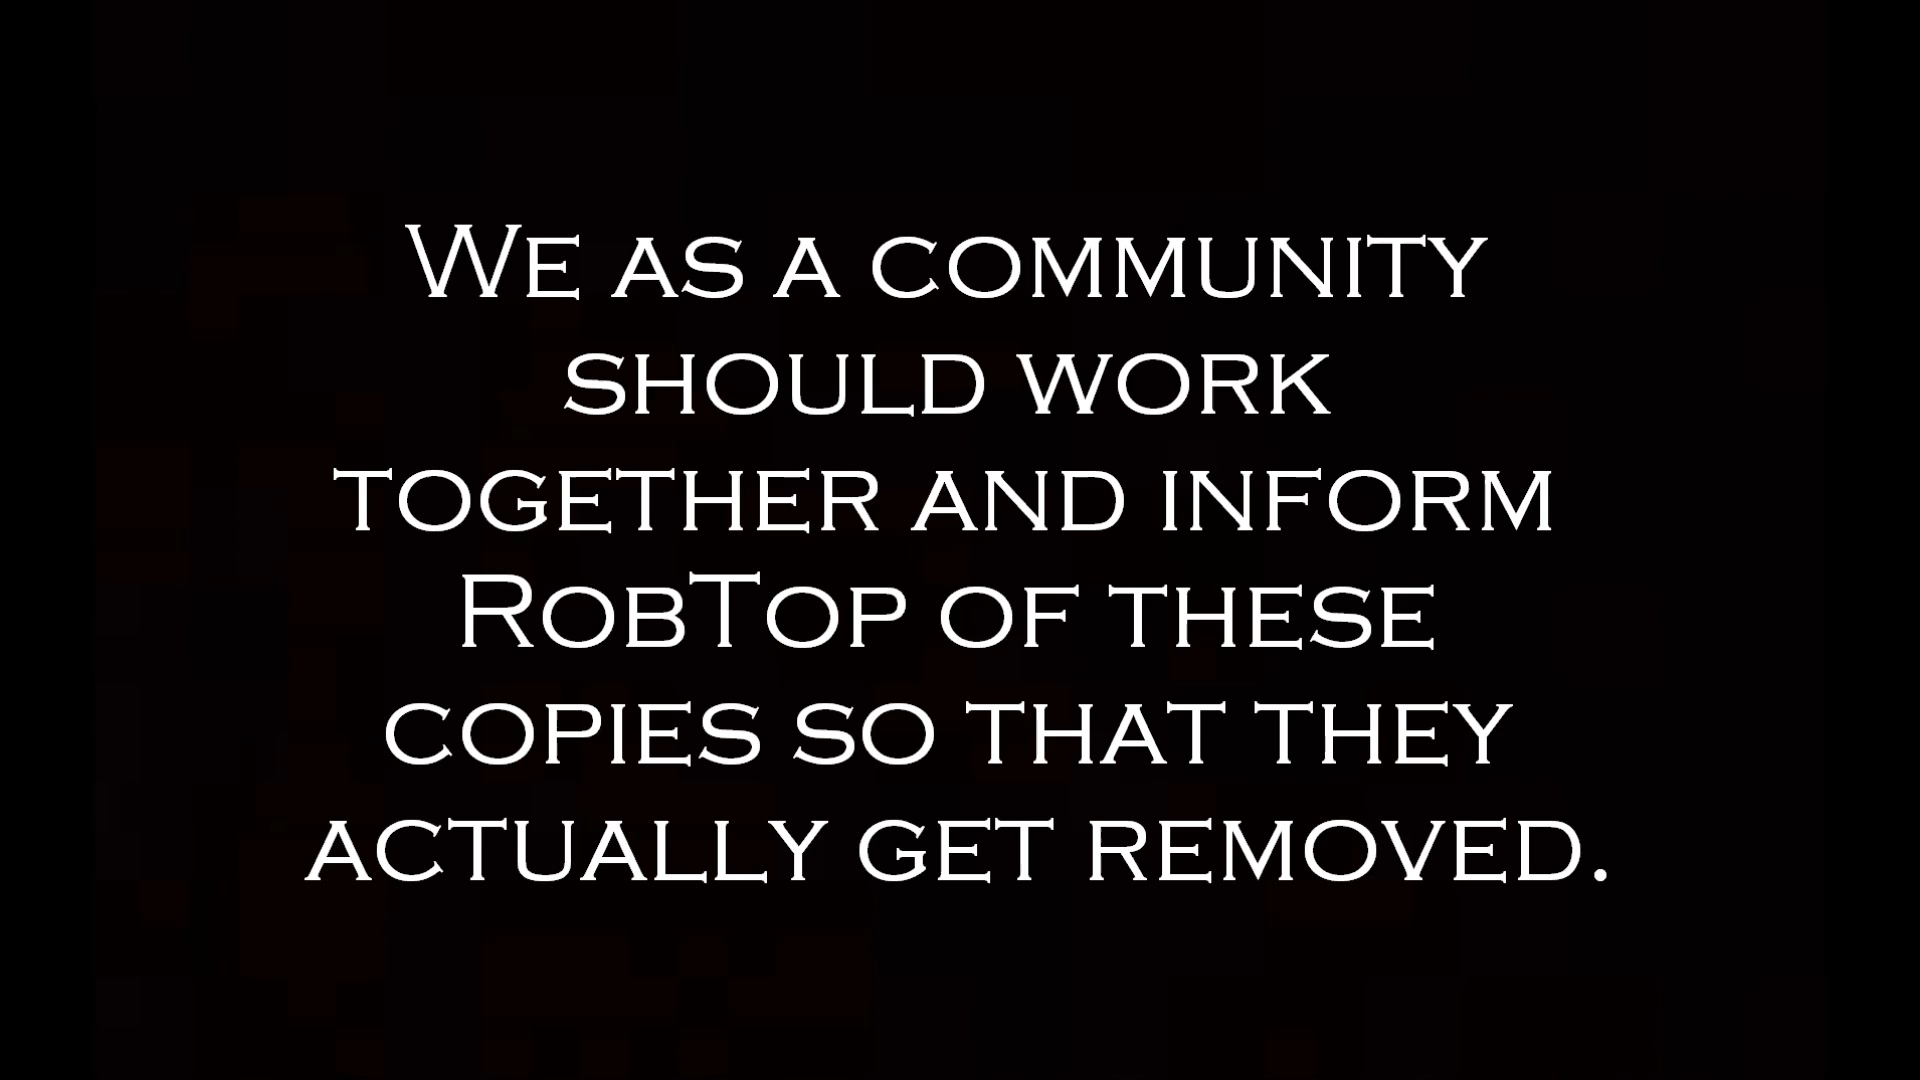 We as a community
should work
together and inform
RobTop of these
copies so that they
actually get removed.